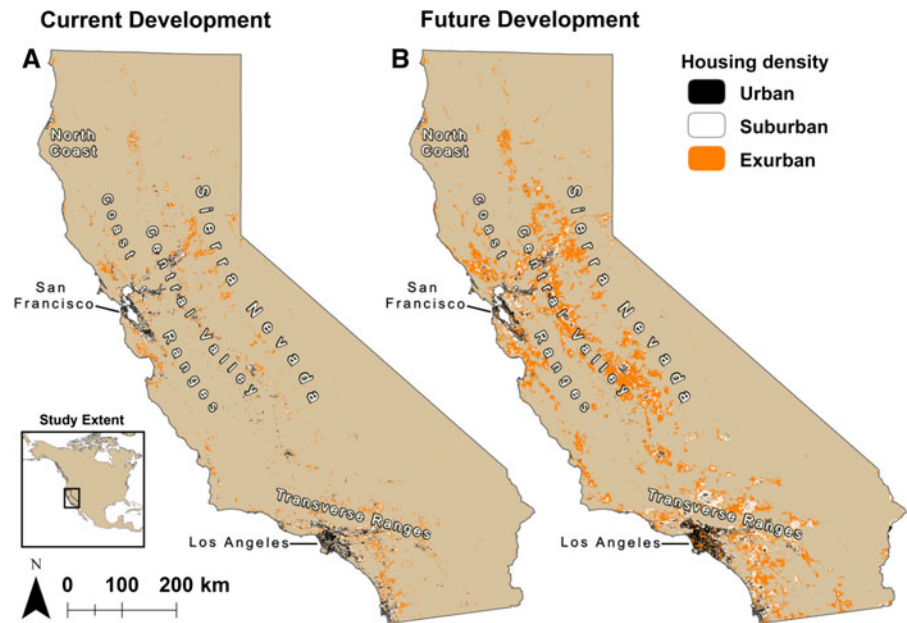 Current Development
Future Development
A
B
Housing density
Urban
Suburban
Exurban
North
Coast
Coast Ranges
Central Valley
Sierra Nevada
San
Francisco
Transverse Ranges
Los Angeles
North
Coast
Coast Ranges
Central Valley
Sierra Nevada
San
Francisco
Transverse Ranges
Los Angeles
Study Extent
N
0 100 200 km